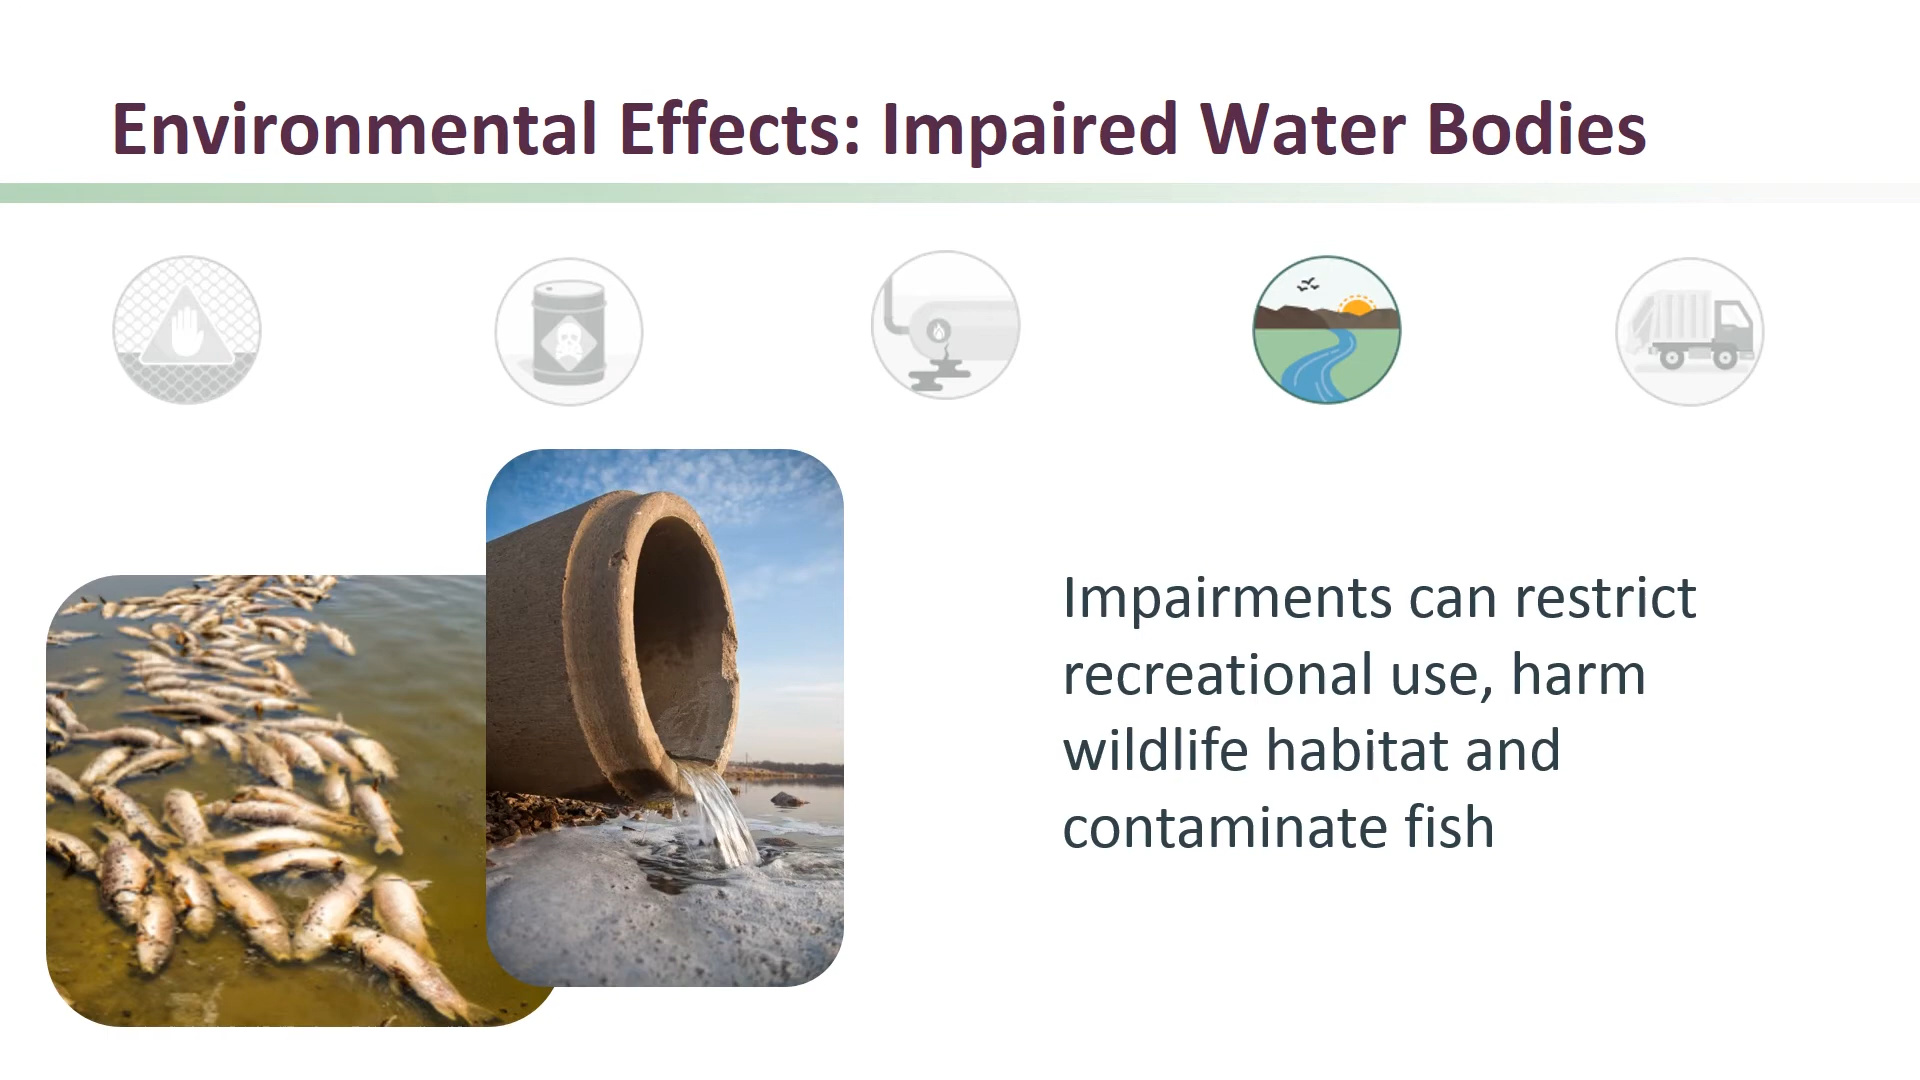 Environmental Effects: Impaired Water Bodies
Impairments can restrict
recreational use, harm
wildlife habitat and
contaminate fish